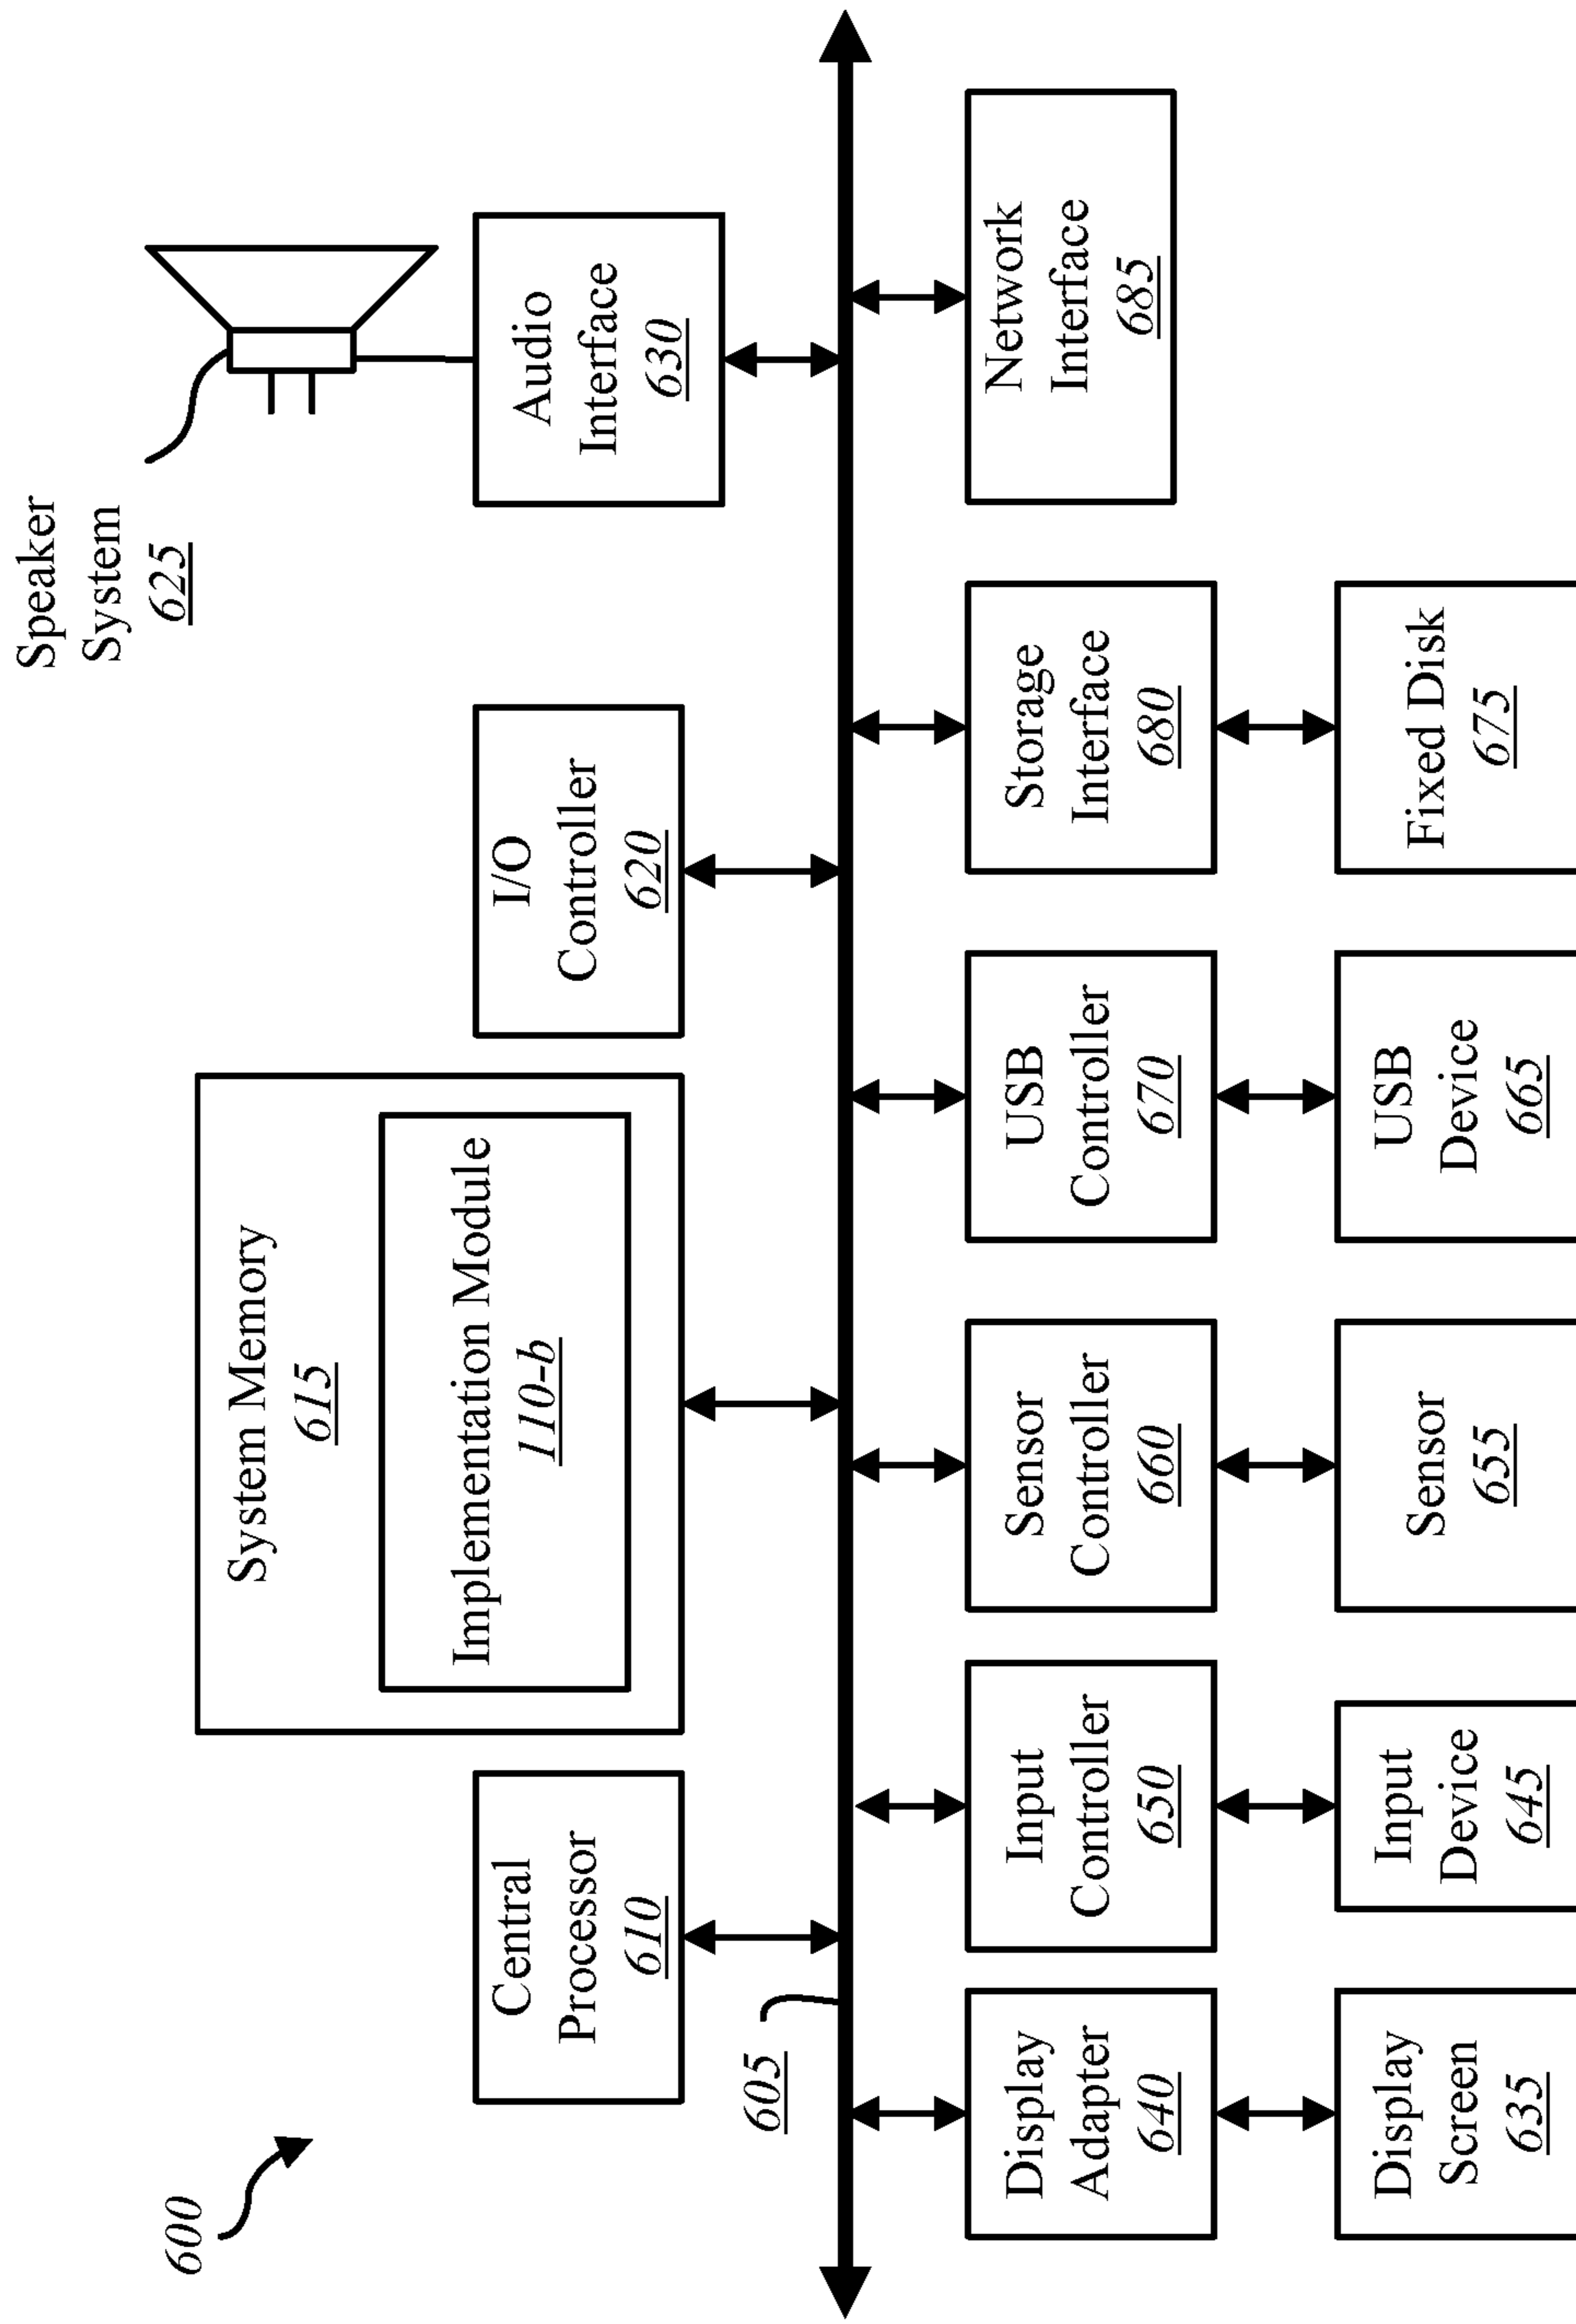 600
Central
Processor
610
System Memory
615
Implementation Module
110-b
I/O
Controller
620
Speaker
System
625
Audio
Interface
630
605
Display
Adapter
640
Input
Controller
650
Sensor
Controller
660
USB
Controller
670
Storage
Interface
680
Network
Interface
685
Display
Screen
635
Input
Device
645
Sensor
655
USB
Device
665
Fixed Disk
675